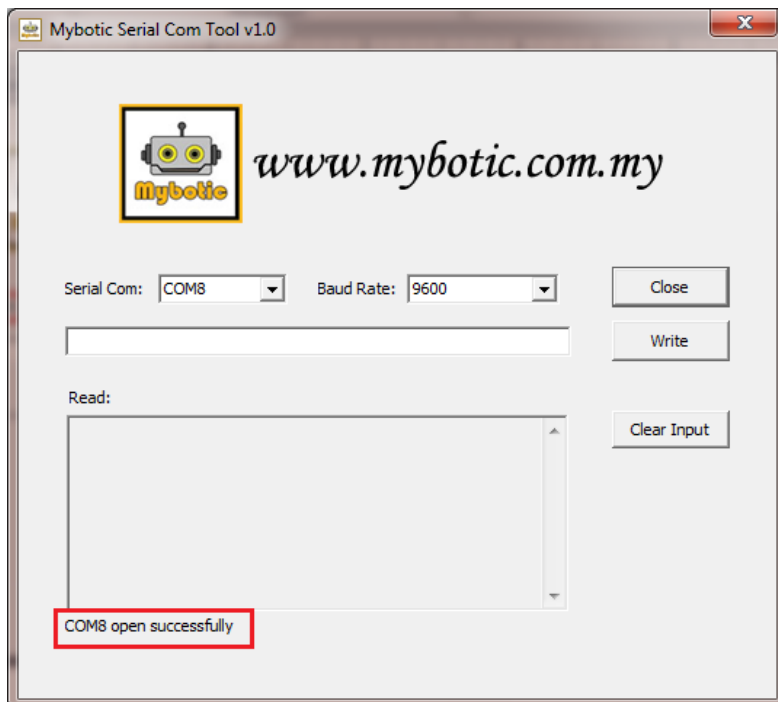 Mybotic Serial Com Tool v1.0
Mybotic
www.mybotic.com.my
Serial Com: COM8 Baud Rate: 9600 Close
Write
Read:
Clear Input
COM8 open successfully